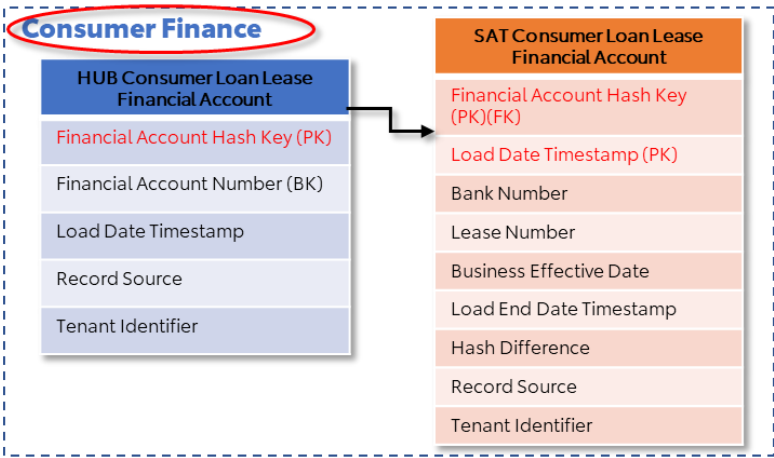 Consumer Finance
HUB Consumer Loan Lease
Financial Account
Financial Account Hash Key (PK)
Financial Account Number (BK)
Load Date Timestamp
Record Source
Tenant Identifier
SAT Consumer Loan Lease
Financial Account
Financial Account Hash Key
(PK)(FK)
Load Date Timestamp (PK)
Bank Number
Lease Number
Business Effective Date
Load End Date Timestamp
Hash Difference
Record Source
Tenant Identifier